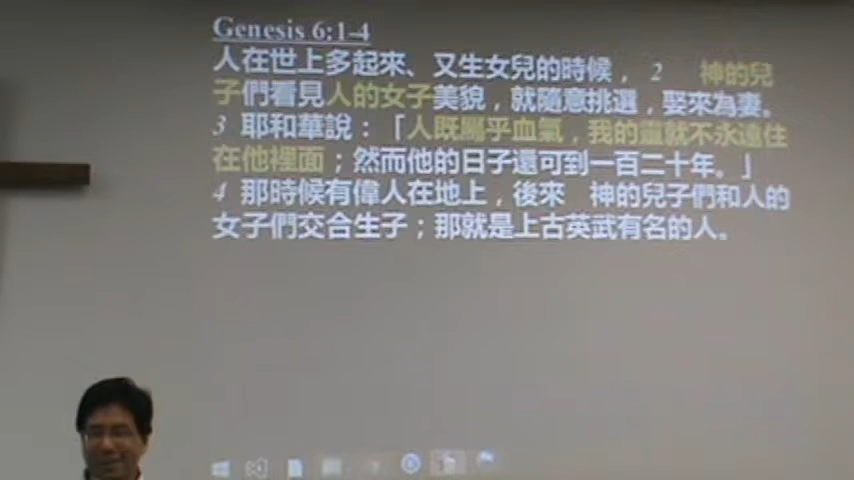 Genesis 6:1-4
人在世上多起來、又生女兒的時候， 2 神的兒
子們看見人的女子美貌，就隨意挑選，娶來為妻。
3 耶和華說：「人既屬乎血氣，我的靈就不永遠住
在他裡面；然而他的日子還可到一百二十年。」
4 那時候有偉人在地上，後來 神的兒子們和人的
女子們交合生子；那就是上古英武有名的人。